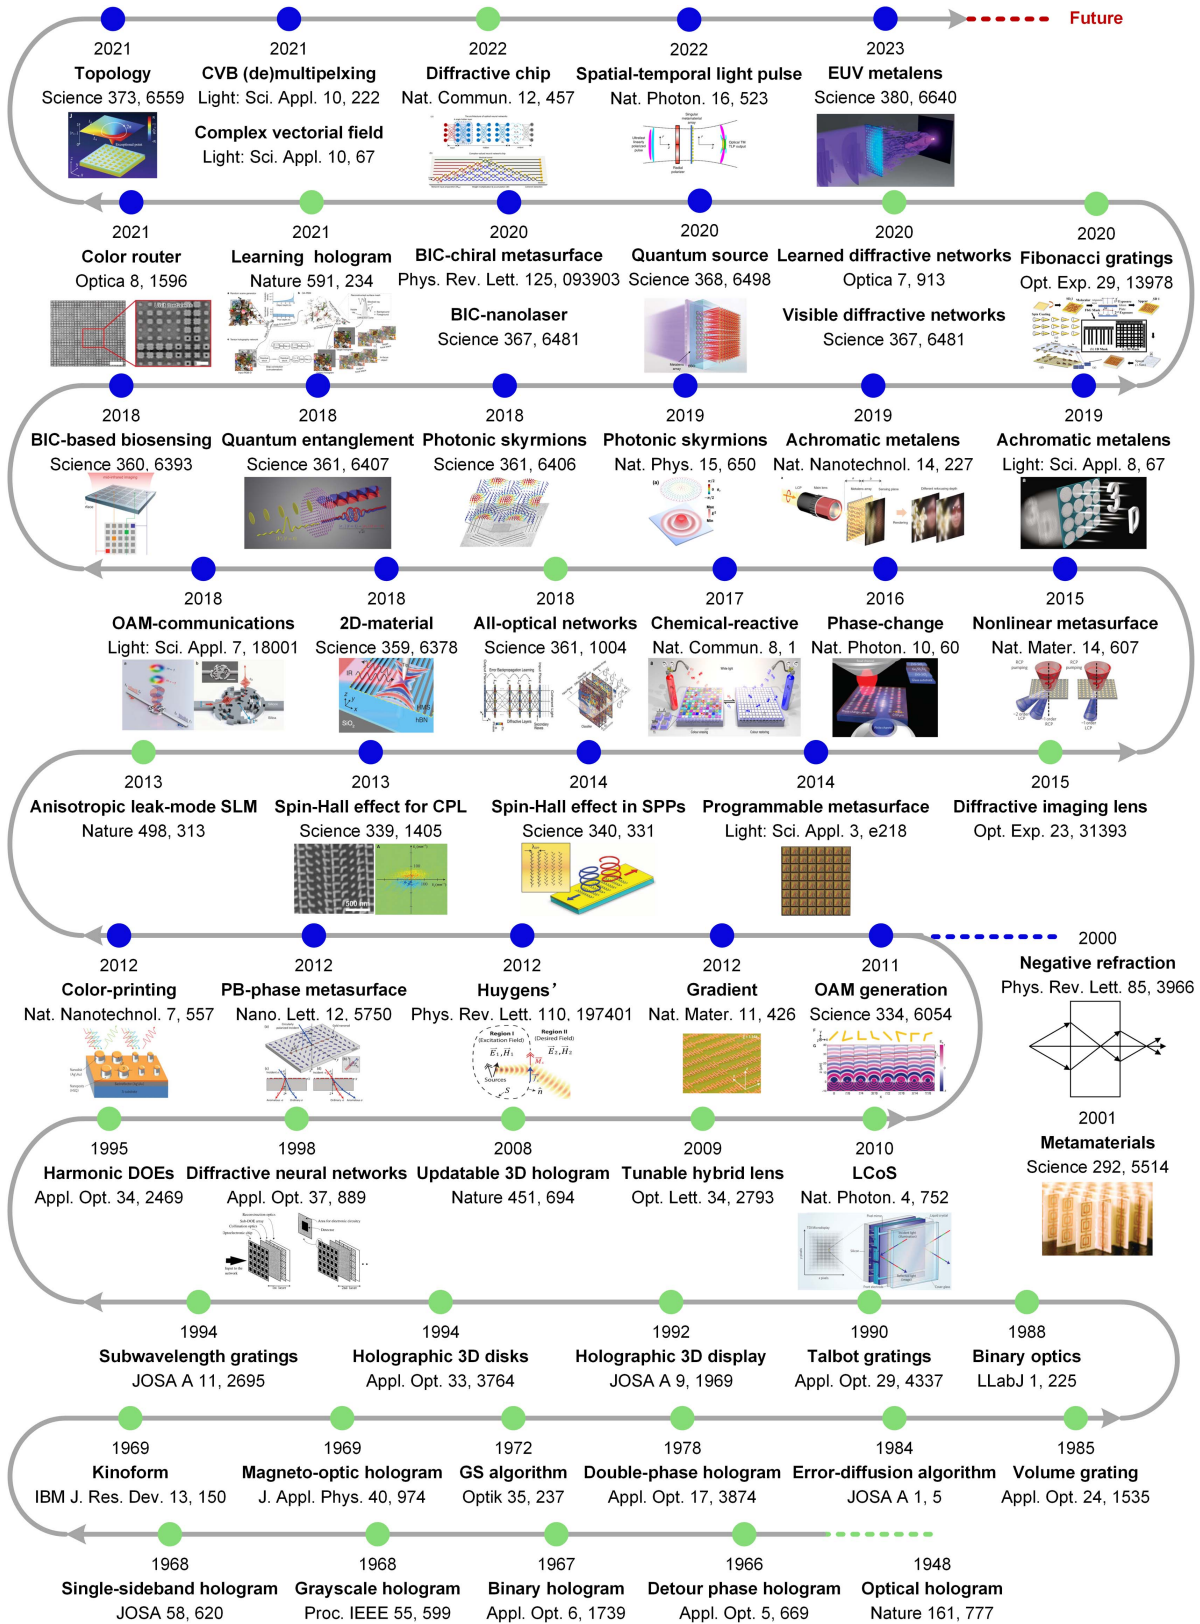 Future
2021
Topology
Science 373, 6559
2021
CVB (de)multipelxing
Light: Sci. Appl. 10, 222
Complex vectorial field
Light: Sci. Appl. 10, 67
2022
Diffractive chip
Nat. Commun. 12, 457
2022
Spatial-temporal light pulse
Nat. Photon. 16, 523
2023
EUV metalens
Science 380, 6640
2021
Color router
Optica 8, 1596
2021
Learning hologram
Nature 591, 234
2020
BIC-chiral metasurface
Phys. Rev. Lett. 125, 093903
BIC-nanolaser
Science 367, 6481
2020
Quantum source
Science 368, 6498
2020
Learned diffractive networks
Optica 7, 913
Visible diffractive networks
Science 367, 6481
2020
Fibonacci gratings
Opt. Exp. 29, 13978
2018
BIC-based biosensing
Science 360, 6393
2018
Quantum entanglement
Science 361, 6407
2018
Photonic skyrmions
Science 361, 6406
2019
Photonic skyrmions
Nat. Phys. 15, 650
2019
Achromatic metalens
Nat. Nanotechnol. 14, 227
2019
Achromatic metalens
Light: Sci. Appl. 8, 67
2018
OAM-communications
Light: Sci. Appl. 7, 18001
2018
2D-material
Science 359, 6378
IR
HMS
SiO₂
hBN
2018
All-optical networks
Science 361, 1004
2017
Chemical-reactive
Nat. Commun. 8, 1
2016
Phase-change
Nat. Photon. 10, 60
2015
Nonlinear metasurface
Nat. Mater. 14, 607
RCP
pumping
RCP
pumping
2013
Anisotropic leak-mode SLM
Nature 498, 313
2013
Spin-Hall effect for CPL
Science 339, 1405
500 nm
2014
Spin-Hall effect in SPPs
Science 340, 331
2014
Programmable metasurface
Light: Sci. Appl. 3, e218
2015
Diffractive imaging lens
Opt. Exp. 23, 31393
2012
Color-printing
Nat. Nanotechnol. 7, 557
2012
PB-phase metasurface
Nano. Lett. 12, 5750
2012
Huygens’
Phys. Rev. Lett. 110, 197401
Region I
(Excitation Field)
Region II
(Desired Field)
Sources
S
2012
Gradient
Nat. Mater. 11, 426
2011
OAM generation
Science 334, 6054
2000
Negative refraction
Phys. Rev. Lett. 85, 3966
2001
Metamaterials
Science 292, 5514
1995
Harmonic DOEs
Appl. Opt. 34, 2469
1998
Diffractive neural networks
Appl. Opt. 37, 889
2008
Updatable 3D hologram
Nature 451, 694
2009
Tunable hybrid lens
Opt. Lett. 34, 2793
2010
LCoS
Nat. Photon. 4, 752
1994
Subwavelength gratings
JOSA A 11, 2695
1994
Holographic 3D disks
Appl. Opt. 33, 3764
1992
Holographic 3D display
JOSA A 9, 1969
1990
Talbot gratings
Appl. Opt. 29, 4337
1988
Binary optics
LLabJ 1, 225
1969
Kinoform
IBM J. Res. Dev. 13, 150
1969
Magneto-optic hologram
J. Appl. Phys. 40, 974
1972
GS algorithm
Optik 35, 237
1978
Double-phase hologram
Appl. Opt. 17, 3874
1984
Error-diffusion algorithm
JOSA A 1, 5
1985
Volume grating
Appl. Opt. 24, 1535
1968
Single-sideband hologram
JOSA 58, 620
1968
Grayscale hologram
Proc. IEEE 55, 599
1967
Binary hologram
Appl. Opt. 6, 1739
1966
Detour phase hologram
Appl. Opt. 5, 669
1948
Optical hologram
Nature 161, 777